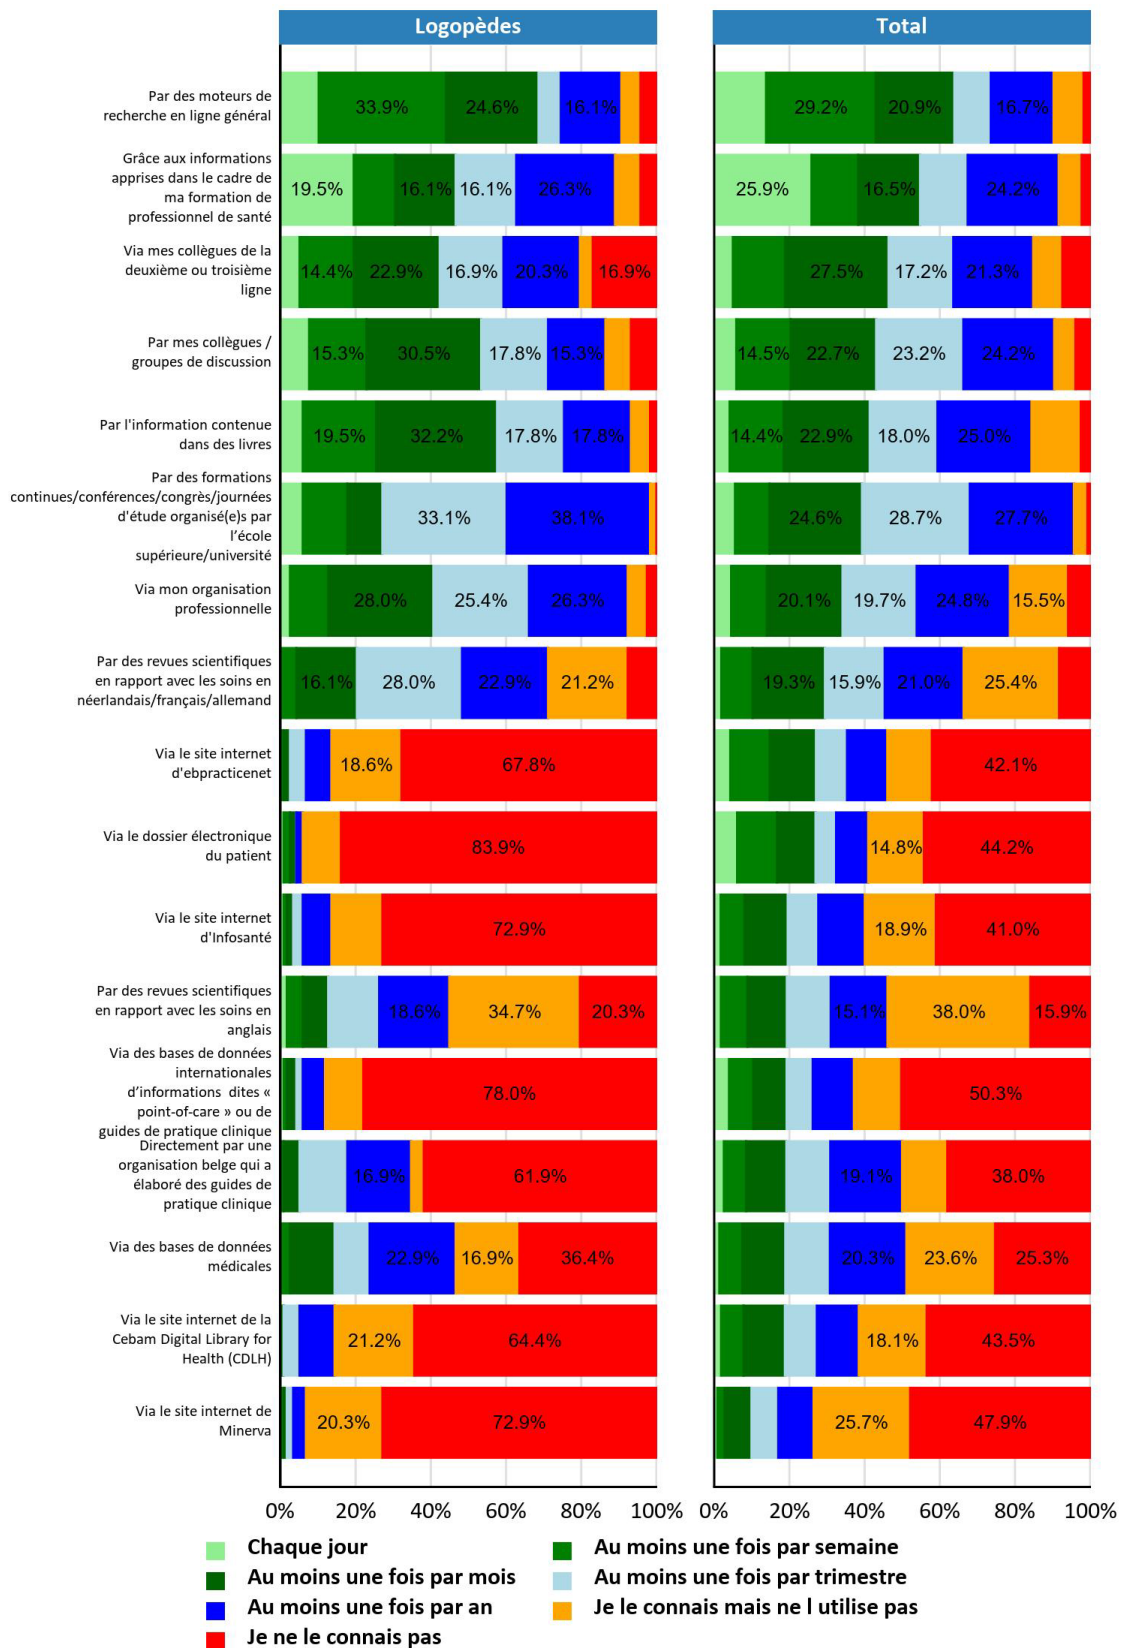 Logopèdes Total
Par des moteurs de
recherche en ligne général
33.9% 24.6% 16.1% 29.2% 20.9% 16.7%
Grâce aux informations
apprises dans le cadre de
ma formation de
professionnel de santé
19.5% 16.1% 16.1% 26.3% 25.9% 16.5% 24.2%
Via mes collègues de la
deuxième ou troisième
ligne
14.4% 22.9% 16.9% 20.3% 16.9% 27.5% 17.2% 21.3%
Par mes collègues /
groupes de discussion
15.3% 30.5% 17.8% 15.3% 14.5% 22.7% 23.2% 24.2%
Par l'information contenue
dans des livres
19.5% 32.2% 17.8% 17.8% 14.4% 22.9% 18.0% 25.0%
Par des formations
continues/conférences/congrès/journées
d'étude organisé(e)s par
l’école
supérieure/université
33.1% 38.1% 24.6% 28.7% 27.7%
Via mon organisation
professionnelle
28.0% 25.4% 26.3% 20.1% 19.7% 24.8% 15.5%
Par des revues scientifiques
en rapport avec les soins en
néerlandais/français/allemand
16.1% 28.0% 22.9% 21.2% 19.3% 15.9% 21.0% 25.4%
Via le site internet
d'ebpracticenet
18.6% 67.8% 42.1%
Via le dossier électronique
du patient
83.9% 14.8% 44.2%
Via le site internet
d'Infosanté
72.9% 18.9% 41.0%
Par des revues scientifiques
en rapport avec les soins en
anglais
18.6% 34.7% 20.3% 15.1% 38.0% 15.9%
Via des bases de données
internationales
d’informations dites «
point-of-care » ou de
guides de pratique clinique
78.0% 50.3%
Directement par une
organisation belge qui a
élaboré des guides de
pratique clinique
16.9% 61.9% 19.1% 38.0%
Via des bases de données
médicales
22.9% 16.9% 36.4% 20.3% 23.6% 25.3%
Via le site internet de la
Cebam Digital Library for
Health (CDLH)
21.2% 64.4% 18.1% 43.5%
Via le site internet de
Minerva
20.3% 72.9% 25.7% 47.9%
0% 20% 40% 60% 80% 100% 0% 20% 40% 60% 80% 100%
Chaque jour Au moins une fois par semaine
Au moins une fois par mois Au moins une fois par trimestre
Au moins une fois par an Je le connais mais ne l utilise pas
Je ne le connais pas